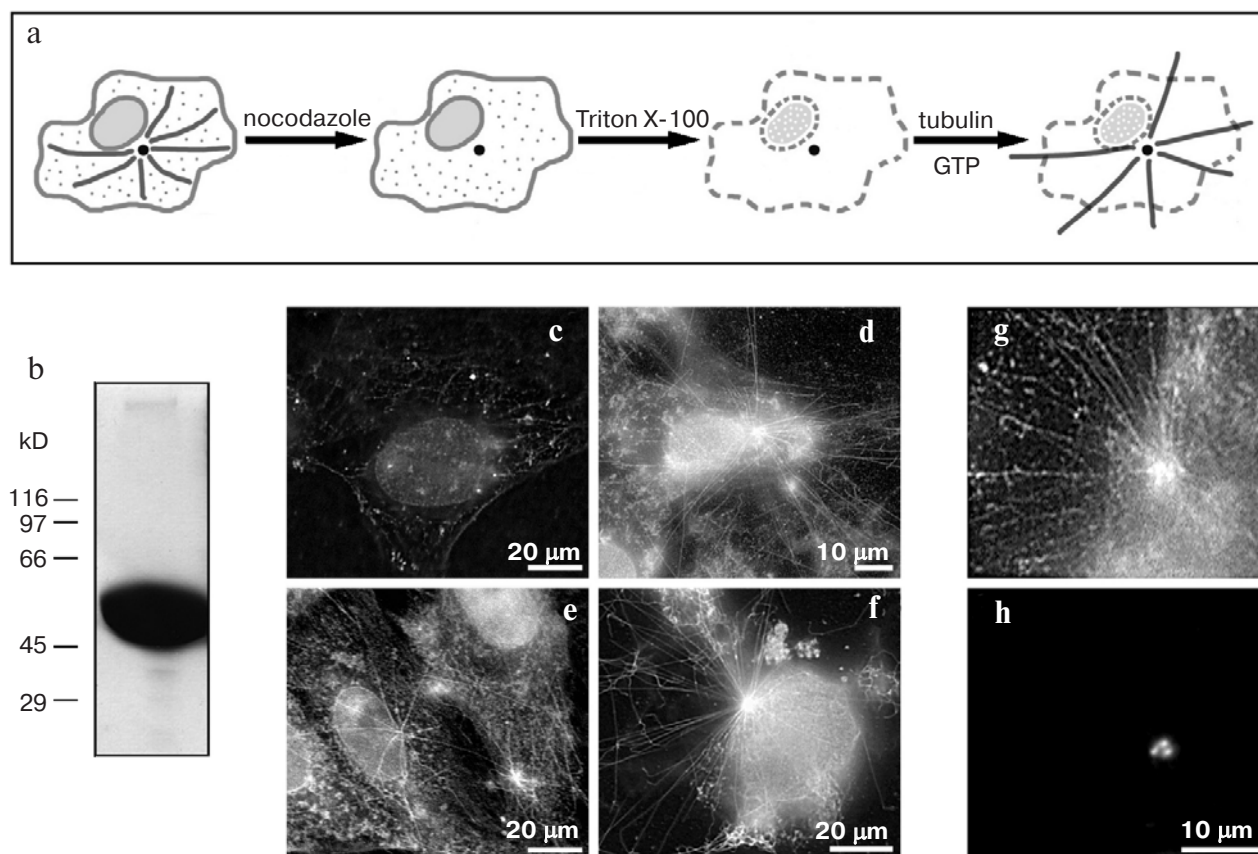 a
nocodazole
Triton X-100
tubulin
GTP
b
kD
116
97
66
45
29
c
20 µm
d
10 µm
e
20 µm
f
20 µm
g
h
10 µm